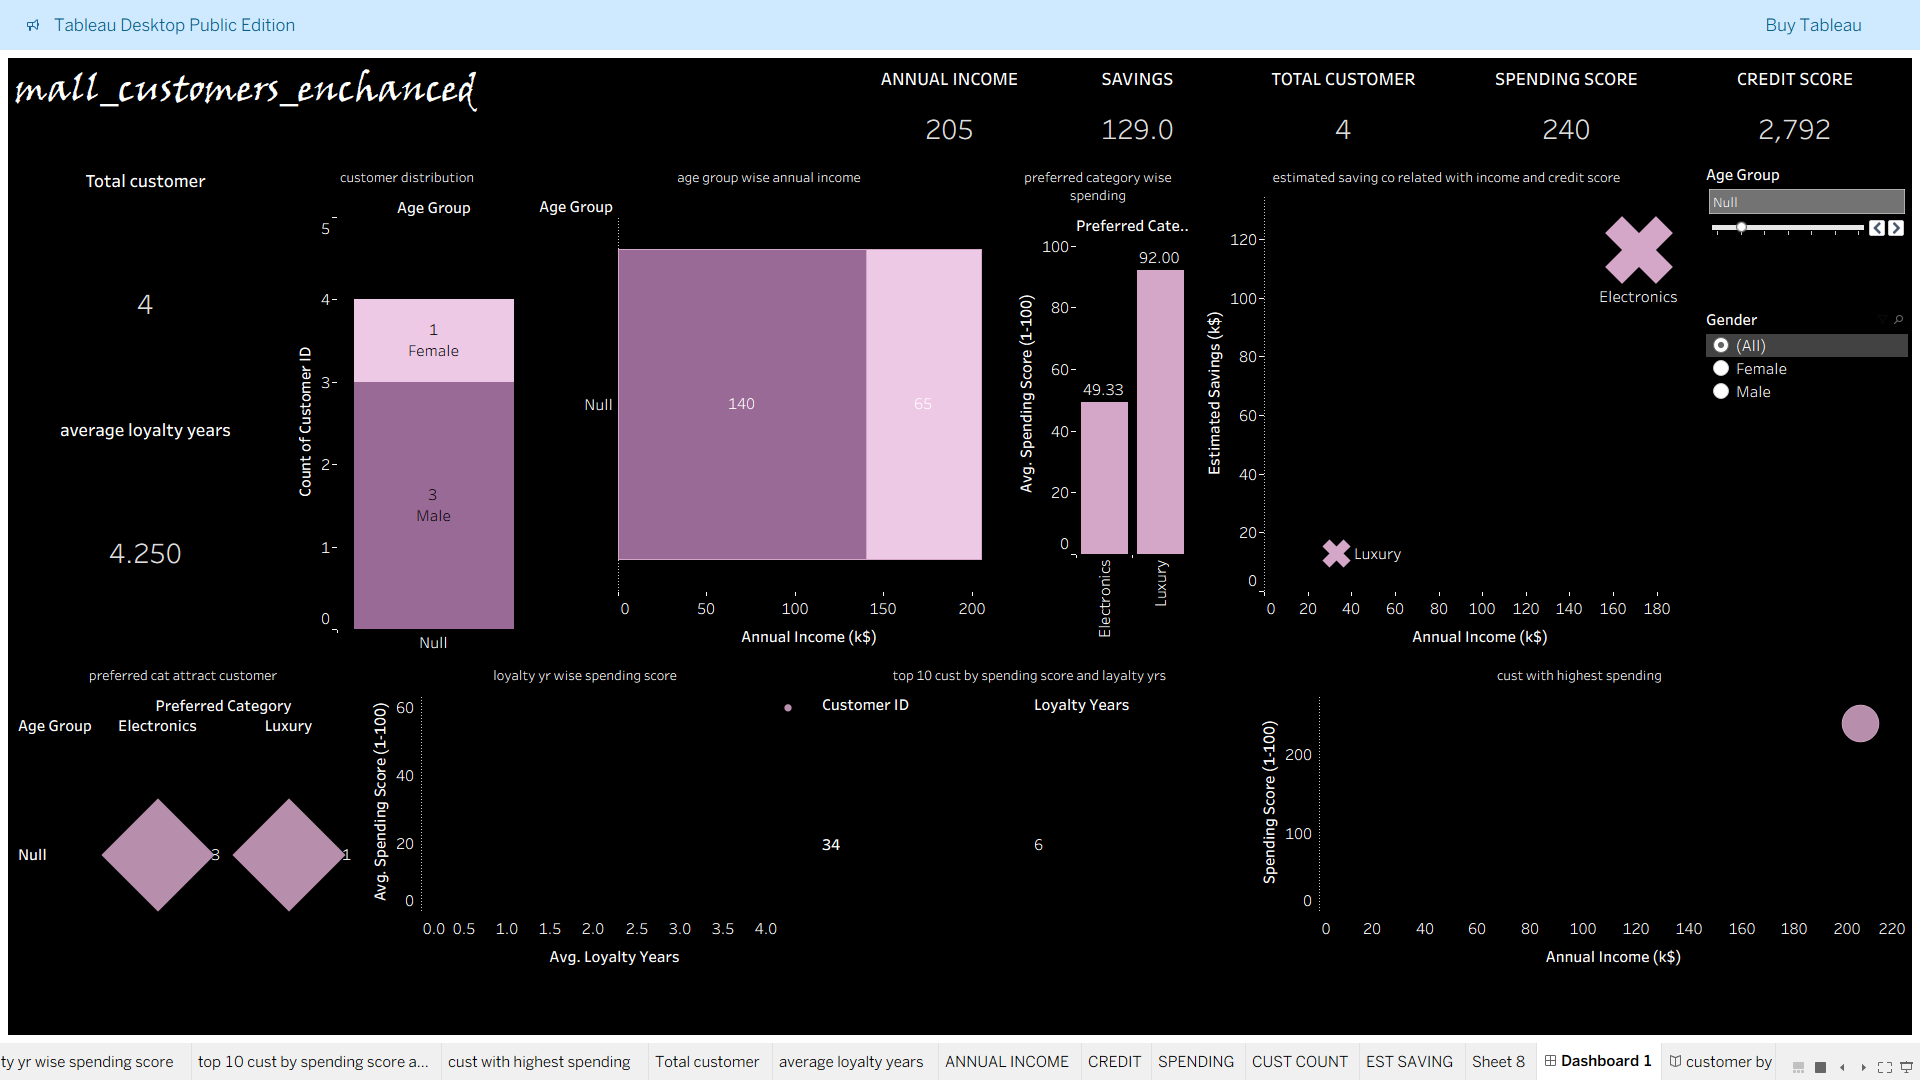 Tableau Desktop Public Edition
Buy Tableau
mall_customers_enchanced
ANNUAL INCOME
205
SAVINGS
129.0
TOTAL CUSTOMER
4
SPENDING SCORE
240
CREDIT SCORE
2,792
Total customer
4
average loyalty years
4.250
customer distribution
Age Group
Count of Customer ID
5
4
3
2
1
0
1
Female
3
Male
Null
age group wise annual income
Age Group
Null
140
65
0 50 100 150 200
Annual Income (k$)
preferred category wise
spending
Preferred Cate..
Avg. Spending Score (1-100)
100
80
60
40
20
0
49.33
92.00
Electronics
Luxury
estimated saving co related with income and credit score
Estimated Savings (k$)
120
100
80
60
40
20
0
Electronics
Luxury
0 20 40 60 80 100 120 140 160 180
Annual Income (k$)
Age Group
Null
Gender
(All)
Female
Male
preferred cat attract customer
Preferred Category
Age Group Electronics Luxury
Null 3 1
loyalty yr wise spending score
Avg. Spending Score (1-100)
60
40
20
0
0.0 0.5 1.0 1.5 2.0 2.5 3.0 3.5 4.0
Avg. Loyalty Years
top 10 cust by spending score and layalty yrs
Customer ID Loyalty Years
34 6
cust with highest spending
Spending Score (1-100)
200
100
0
0 20 40 60 80 100 120 140 160 180 200 220
Annual Income (k$)
ty yr wise spending score
top 10 cust by spending score a...
cust with highest spending
Total customer
average loyalty years
ANNUAL INCOME
CREDIT
SPENDING
CUST COUNT
EST SAVING
Sheet 8
Dashboard 1
customer by